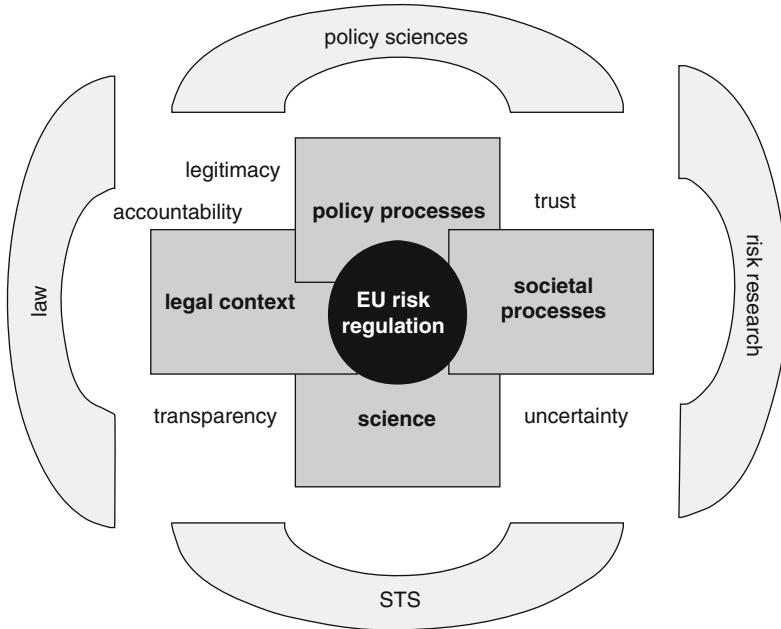 policy sciences
legitimacy
policy processes
trust
accountability
legal context
EU risk
regulation
societal
processes
law
risk research
transparency
science
uncertainty
STS